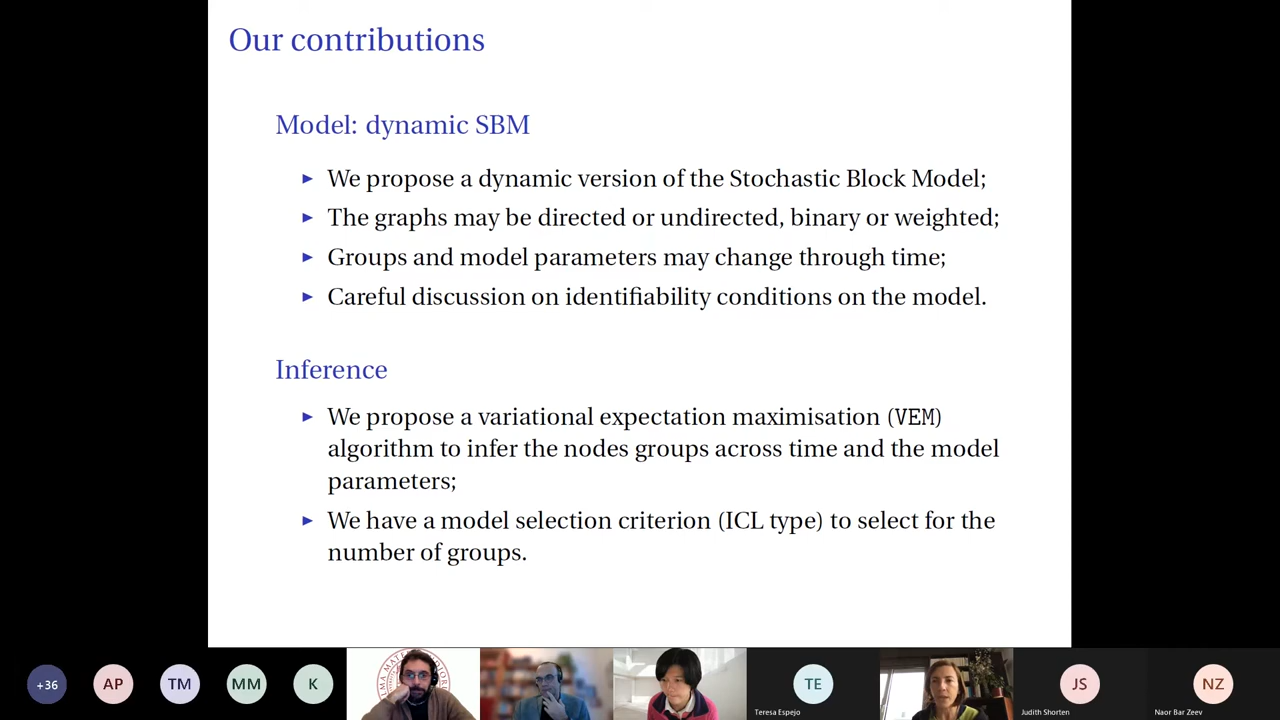 Our contributions
Model: dynamic SBM
► We propose a dynamic version of the Stochastic Block Model;
► The graphs may be directed or undirected, binary or weighted;
► Groups and model parameters may change through time;
► Careful discussion on identifiability conditions on the model.
Inference
► We propose a variational expectation maximisation (VEM)
algorithm to infer the nodes groups across time and the model
parameters;
► We have a model selection criterion (ICL type) to select for the
number of groups.
+36 AP TM MM K TE JS NZ
Teresa Espejo Judith Shorten Naor Bar Zeev